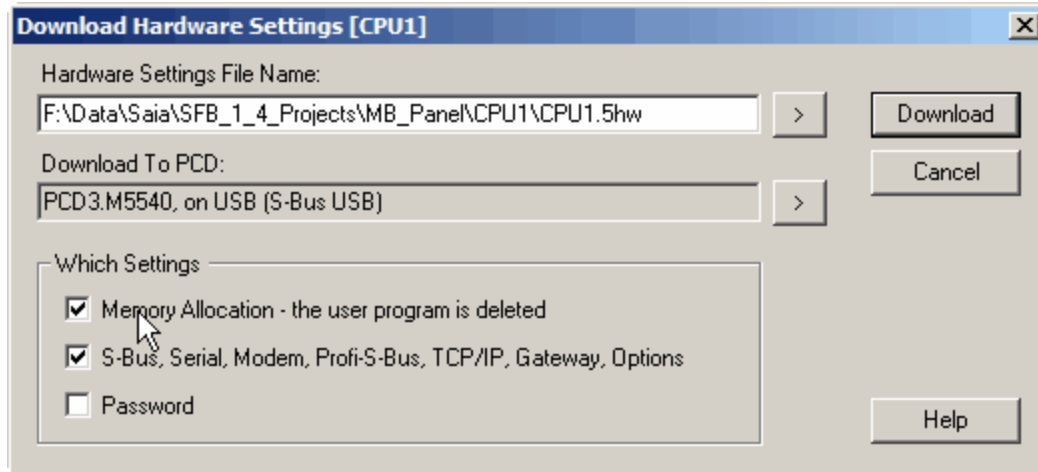 Download Hardware Settings [CPU1]
Hardware Settings File Name:
F:\Data\Saia\SFB_1_4_Projects\MB_Panel\CPU1\CPU1.5hw
>
Download
Download To PCD:
Cancel
PCD3.M5540, on USB (S-Bus USB)
>
Which Settings
Memory Allocation - the user program is deleted
S-Bus, Serial, Modem, Profi-S-Bus, TCP/IP, Gateway, Options
Password
Help